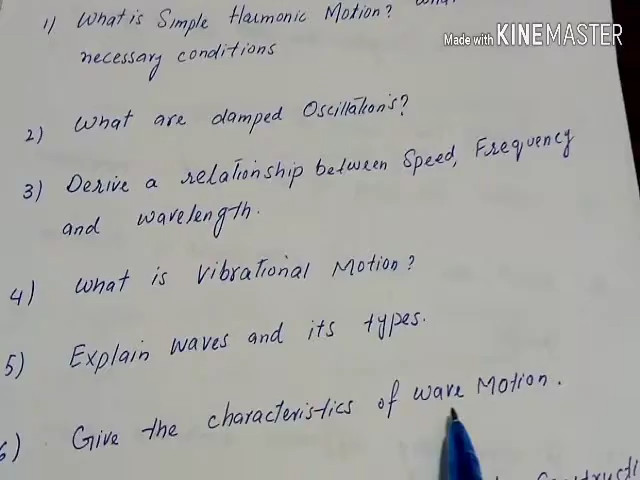 1) What is Simple Harmonic Motion? What
necessary conditions
Made with KINEMASTER
2) What are damped Oscillation's?
3) Derive a relationship between Speed, Frequency
and wavelength.
4) What is Vibrational Motion?
5) Explain waves and its types.
6) Give the characteristics of wave Motion.